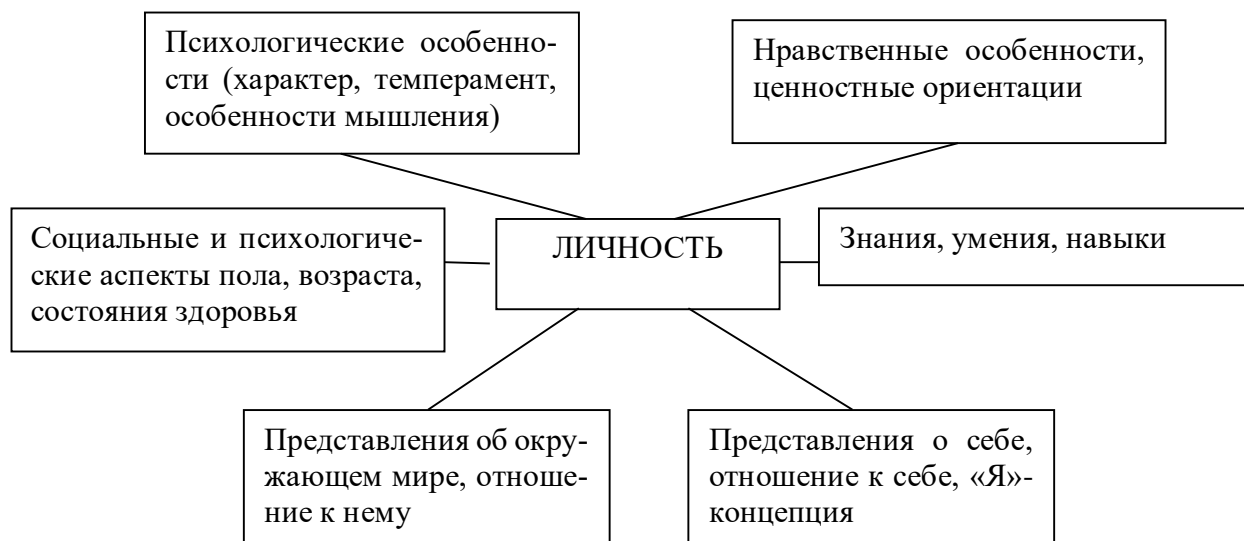 Психологические особенно-
сти (характер, темперамент,
особенности мышления)
Нравственные особенности,
ценностные ориентации
Социальные и психологиче-
ские аспекты пола, возраста,
состояния здоровья
ЛИЧНОСТЬ
Знания, умения, навыки
Представления об окру-
жающем мире, отноше-
ние к нему
Представления о себе,
отношение к себе, «Я»-
концепция